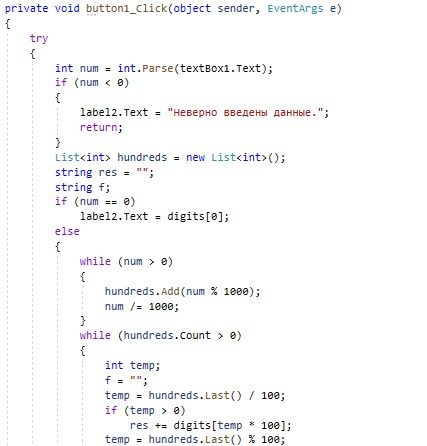 private void button1_Click(object sender, EventArgs e)
{
try
{
int num = int.Parse(textBox1.Text);
if (num < 0)
{
label2.Text = "Неверно введены данные.";
return;
}
List<int> hundreds = new List<int>();
string res = "";
string f;
if (num == 0)
label2.Text = digits[0];
else
{
while (num > 0)
{
hundreds.Add(num % 1000);
num /= 1000;
}
while (hundreds.Count > 0)
{
int temp;
f = "";
temp = hundreds.Last() / 100;
if (temp > 0)
res += digits[temp * 100];
temp = hundreds.Last() % 100;